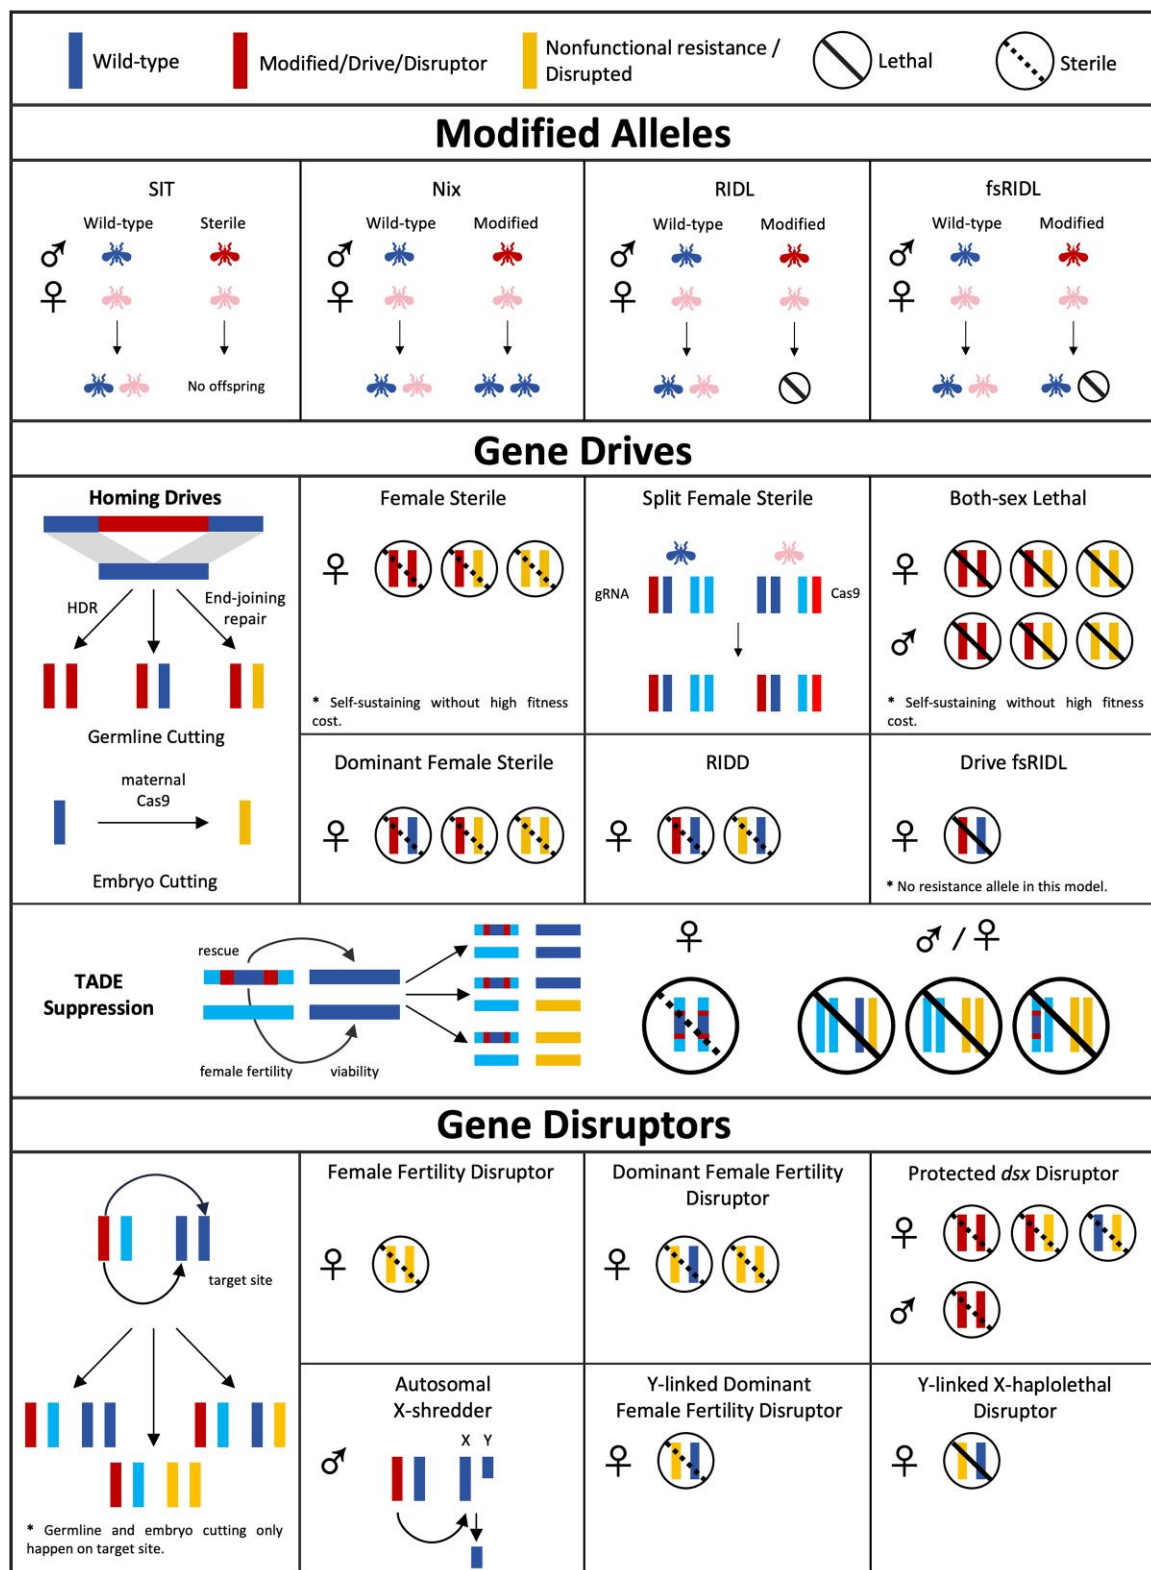 Wild-type
Modified/Drive/Disruptor
Nonfunctional resistance /
Disrupted
Lethal
Sterile
Modified Alleles
SIT
Wild-type Sterile
♂
♀
No offspring
Nix
Wild-type Modified
♂
♀
RIDL
Wild-type Modified
♂
♀
fsRIDL
Wild-type Modified
♂
♀
Gene Drives
Homing Drives
HDR
End-joining
repair
Germline Cutting
maternal
Cas9
Embryo Cutting
Female Sterile
♀
* Self-sustaining without high fitness
cost.
Split Female Sterile
gRNA
Cas9
Both-sex Lethal
♀
♂
* Self-sustaining without high fitness
cost.
Dominant Female Sterile
♀
RIDD
♀
Drive fsRIDL
♀
* No resistance allele in this model.
TADE
Suppression
rescue
female fertility
viability
♀
♂ / ♀
Gene Disruptors
target site
* Germline and embryo cutting only
happen on target site.
Female Fertility Disruptor
♀
Dominant Female Fertility
Disruptor
♀
Protected dsx Disruptor
♀
♂
Autosomal
X-shredder
X Y
♂
Y-linked Dominant
Female Fertility Disruptor
♀
Y-linked X-haplolethal
Disruptor
♀